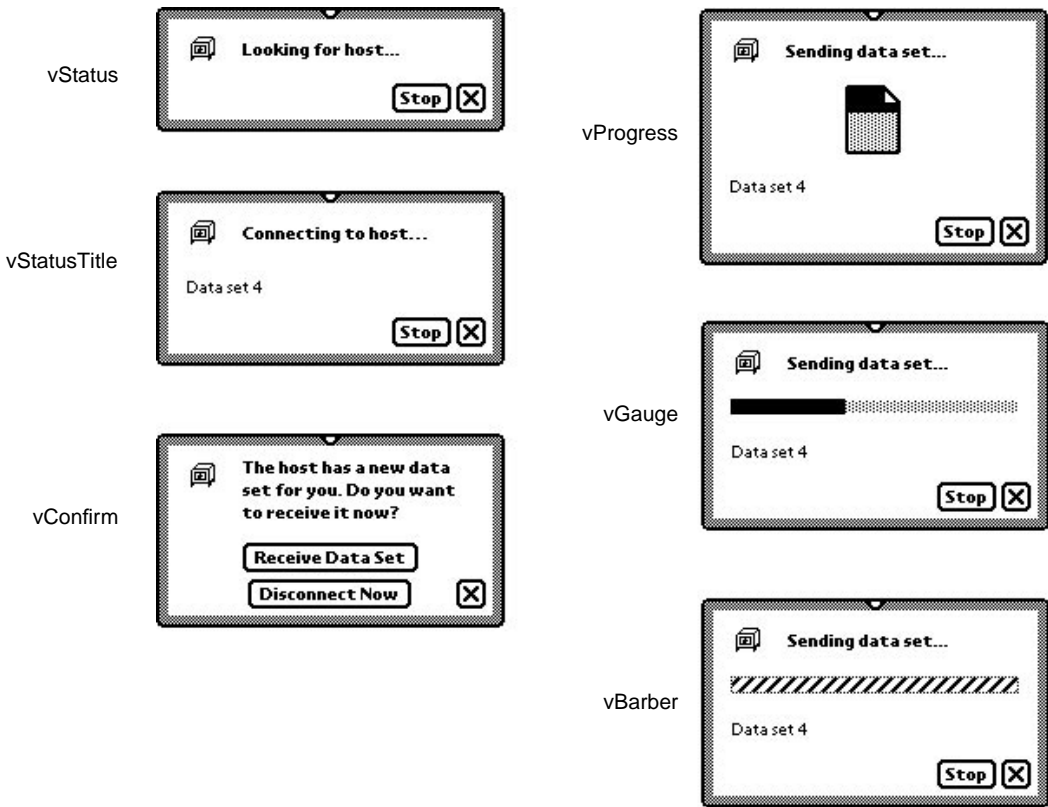 vStatus
Looking for host...
Stop
vStatusTitle
Connecting to host...
Data set 4
Stop
vConfirm
The host has a new data
set for you. Do you want
to receive it now?
Receive Data Set
Disconnect Now
vProgress
Sending data set...
Data set 4
Stop
vGauge
Sending data set...
Data set 4
Stop
vBarber
Sending data set...
Data set 4
Stop